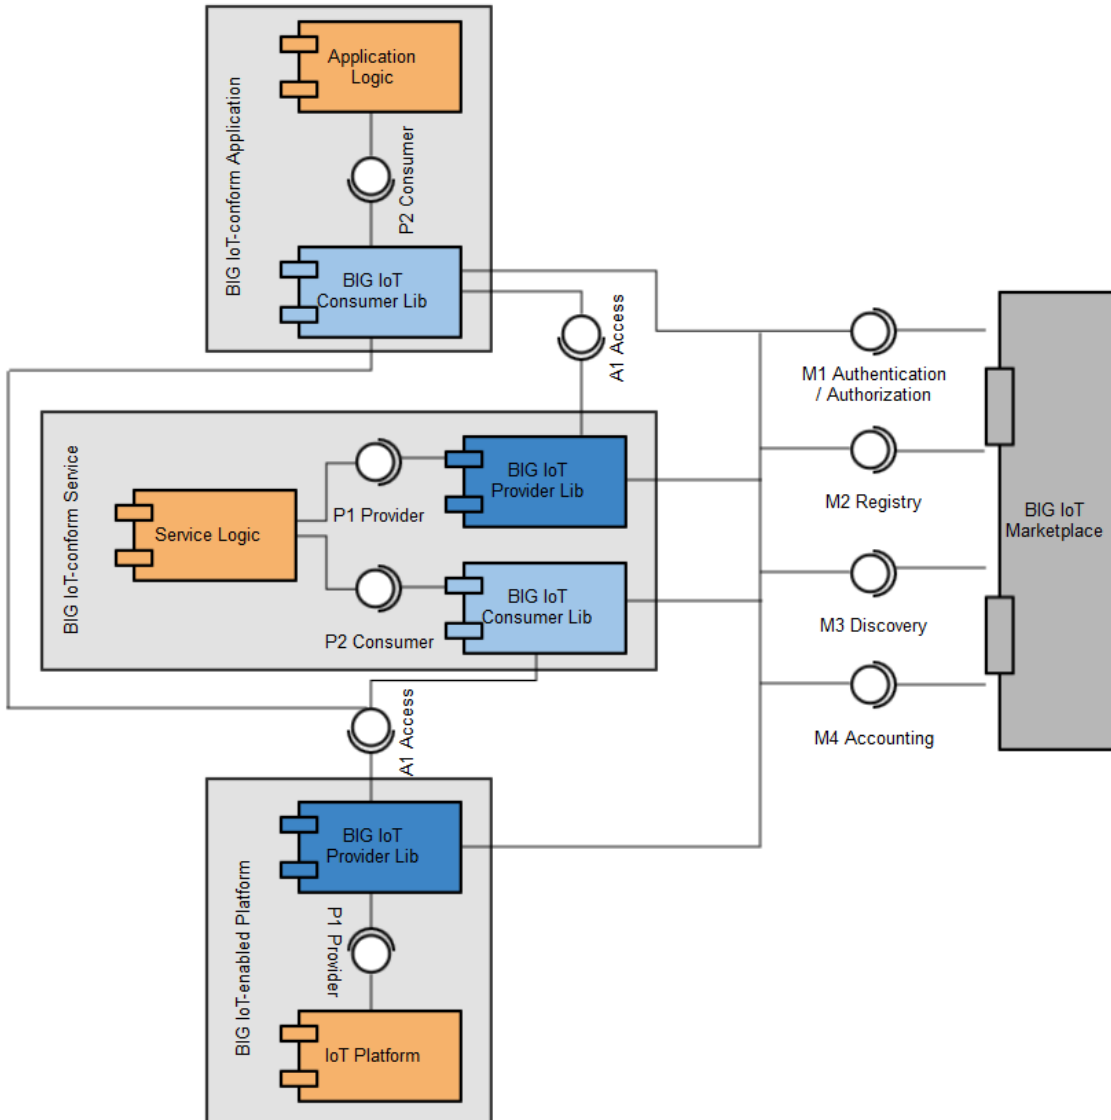 BIG IoT-conform Application
Application
Logic
P2 Consumer
BIG IoT
Consumer Lib
A1 Access
M1 Authentication
/ Authorization
BIG IoT-conform Service
Service Logic
P1 Provider
BIG IoT
Provider Lib
P2 Consumer
BIG IoT
Consumer Lib
M2 Registry
M3 Discovery
M4 Accounting
BIG IoT
Marketplace
A1 Access
BIG IoT-enabled Platform
BIG IoT
Provider Lib
P1 Provider
IoT Platform